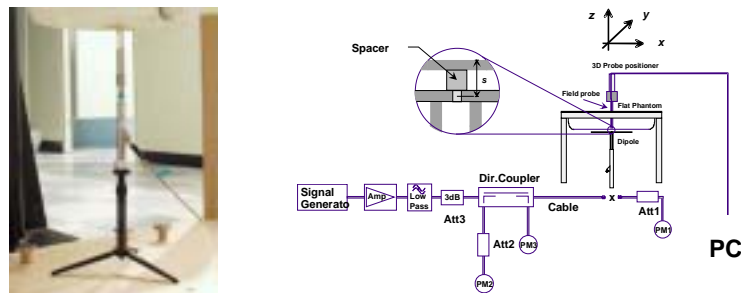 z
y
x
Spacer
s
3D Probe positioner
Field probe
Flat Phantom
Dipole
Dir.Coupler
Signal
Generato
Amp
Low
Pass
3dB
Cable
x
Att3
Att1
Att2
PM3
PM1
PM2
PC